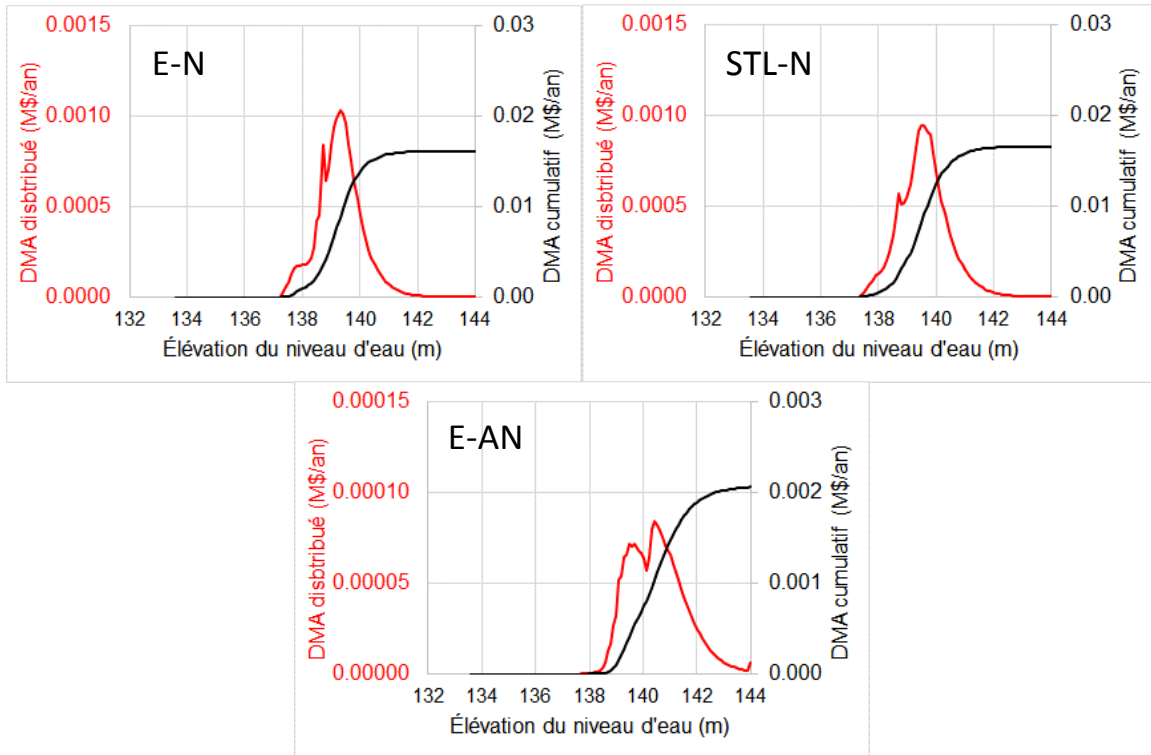 E-N
DMA disbtribué (M$/an)
0.0015
0.0010
0.0005
0.0000
DMA cumulatif (M$/an)
0.03
0.02
0.01
0.00
132 134 136 138 140 142 144
Élévation du niveau d'eau (m)
STL-N
DMA disbtribué (M$/an)
0.0015
0.0010
0.0005
0.0000
DMA cumulatif (M$/an)
0.03
0.02
0.01
0.00
132 134 136 138 140 142 144
Élévation du niveau d'eau (m)
E-AN
DMA disbtribué (M$/an)
0.00015
0.00010
0.00005
0.00000
DMA cumulatif (M$/an)
0.003
0.002
0.001
0.000
132 134 136 138 140 142 144
Élévation du niveau d'eau (m)